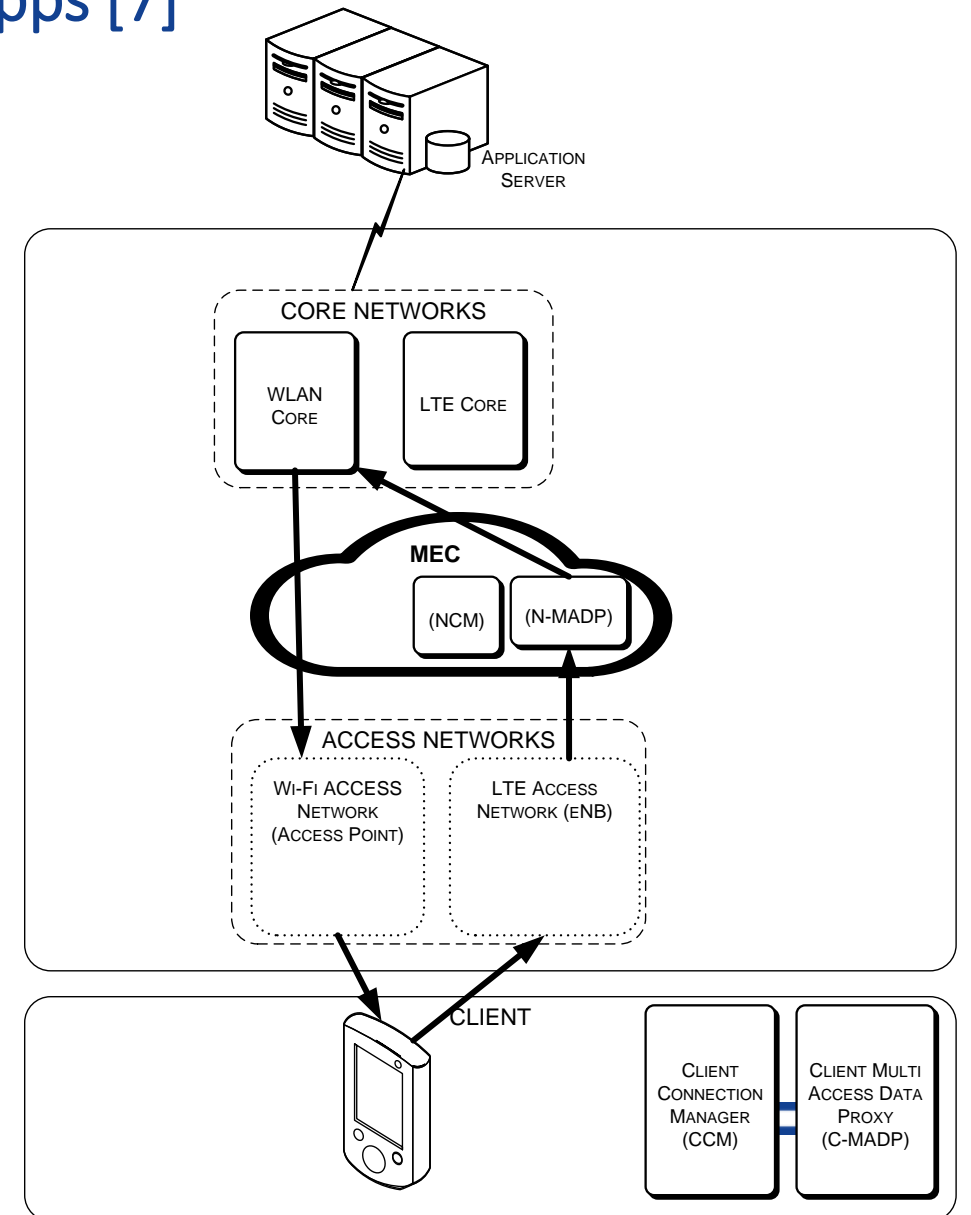 pps [7]
APPLICATION
SERVER
CORE NETWORKS
WLAN
CORE
LTE CORE
MEC
(NCM)
(N-MADP)
ACCESS NETWORKS
WI-FI ACCESS
NETWORK
(ACCESS POINT)
LTE ACCESS
NETWORK (ENB)
CLIENT
CLIENT
CONNECTION
MANAGER
(CCM)
CLIENT MULTI
ACCESS DATA
PROXY
(C-MADP)